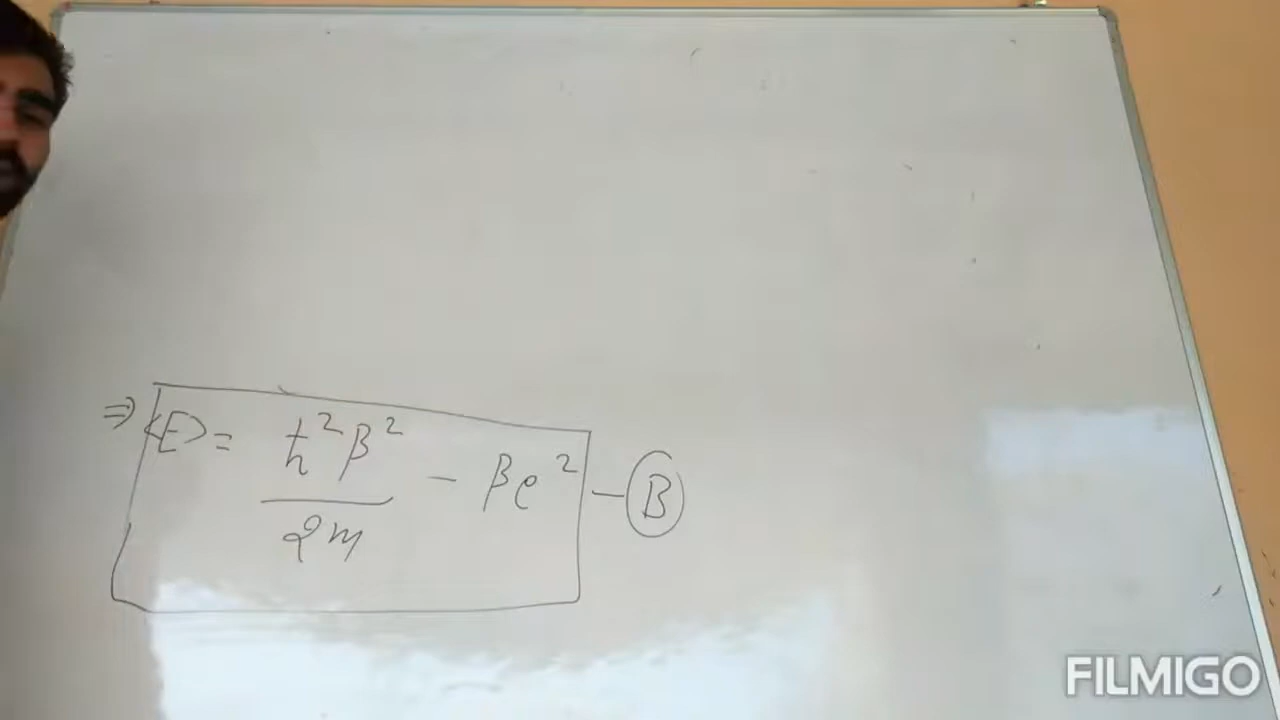 ⇒ <E> = ħ²β²/2m - βe² - B
FILMIGO